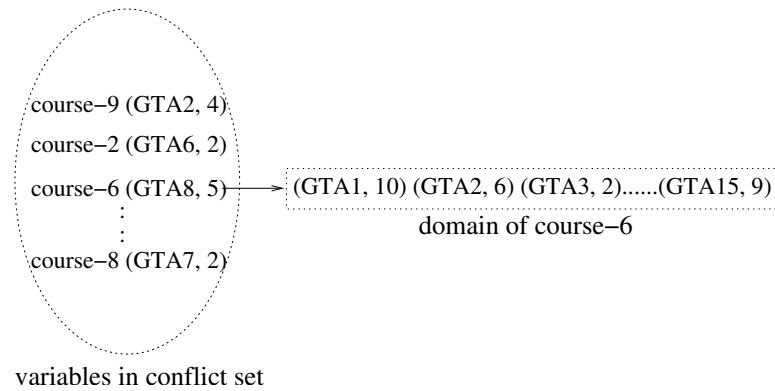 course−9 (GTA2, 4)
course−2 (GTA6, 2)
course−6 (GTA8, 5)
(GTA1, 10) (GTA2, 6) (GTA3, 2)......(GTA15, 9)
domain of course−6
course−8 (GTA7, 2)
variables in conflict set